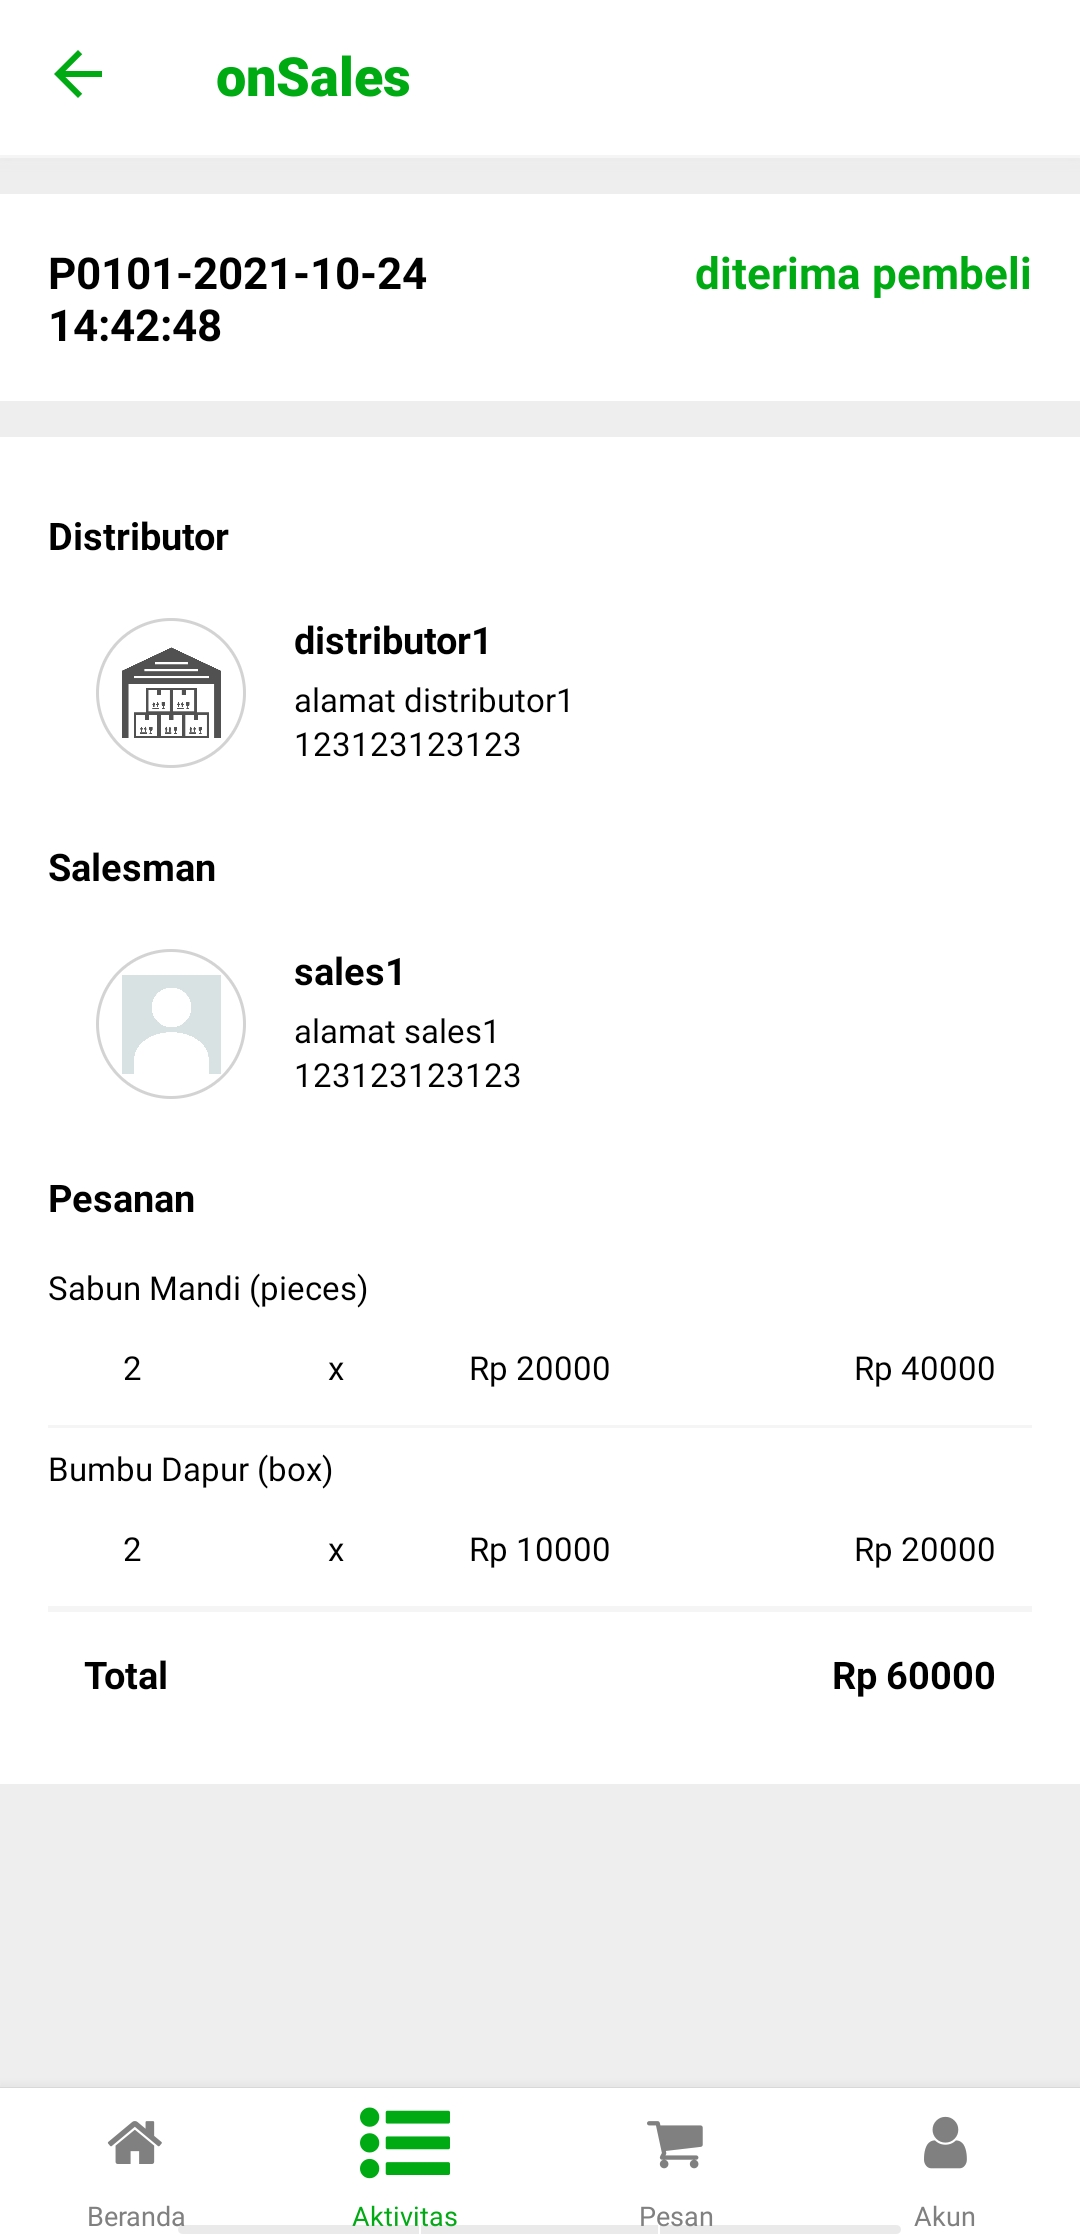 onSales
P0101-2021-10-24
14:42:48
diterima pembeli
Distributor
distributor1
alamat distributor1
123123123123
Salesman
sales1
alamat sales1
123123123123
Pesanan
Sabun Mandi (pieces)
2 x Rp 20000 Rp 40000
Bumbu Dapur (box)
2 x Rp 10000 Rp 20000
Total Rp 60000
Beranda Aktivitas Pesan Akun